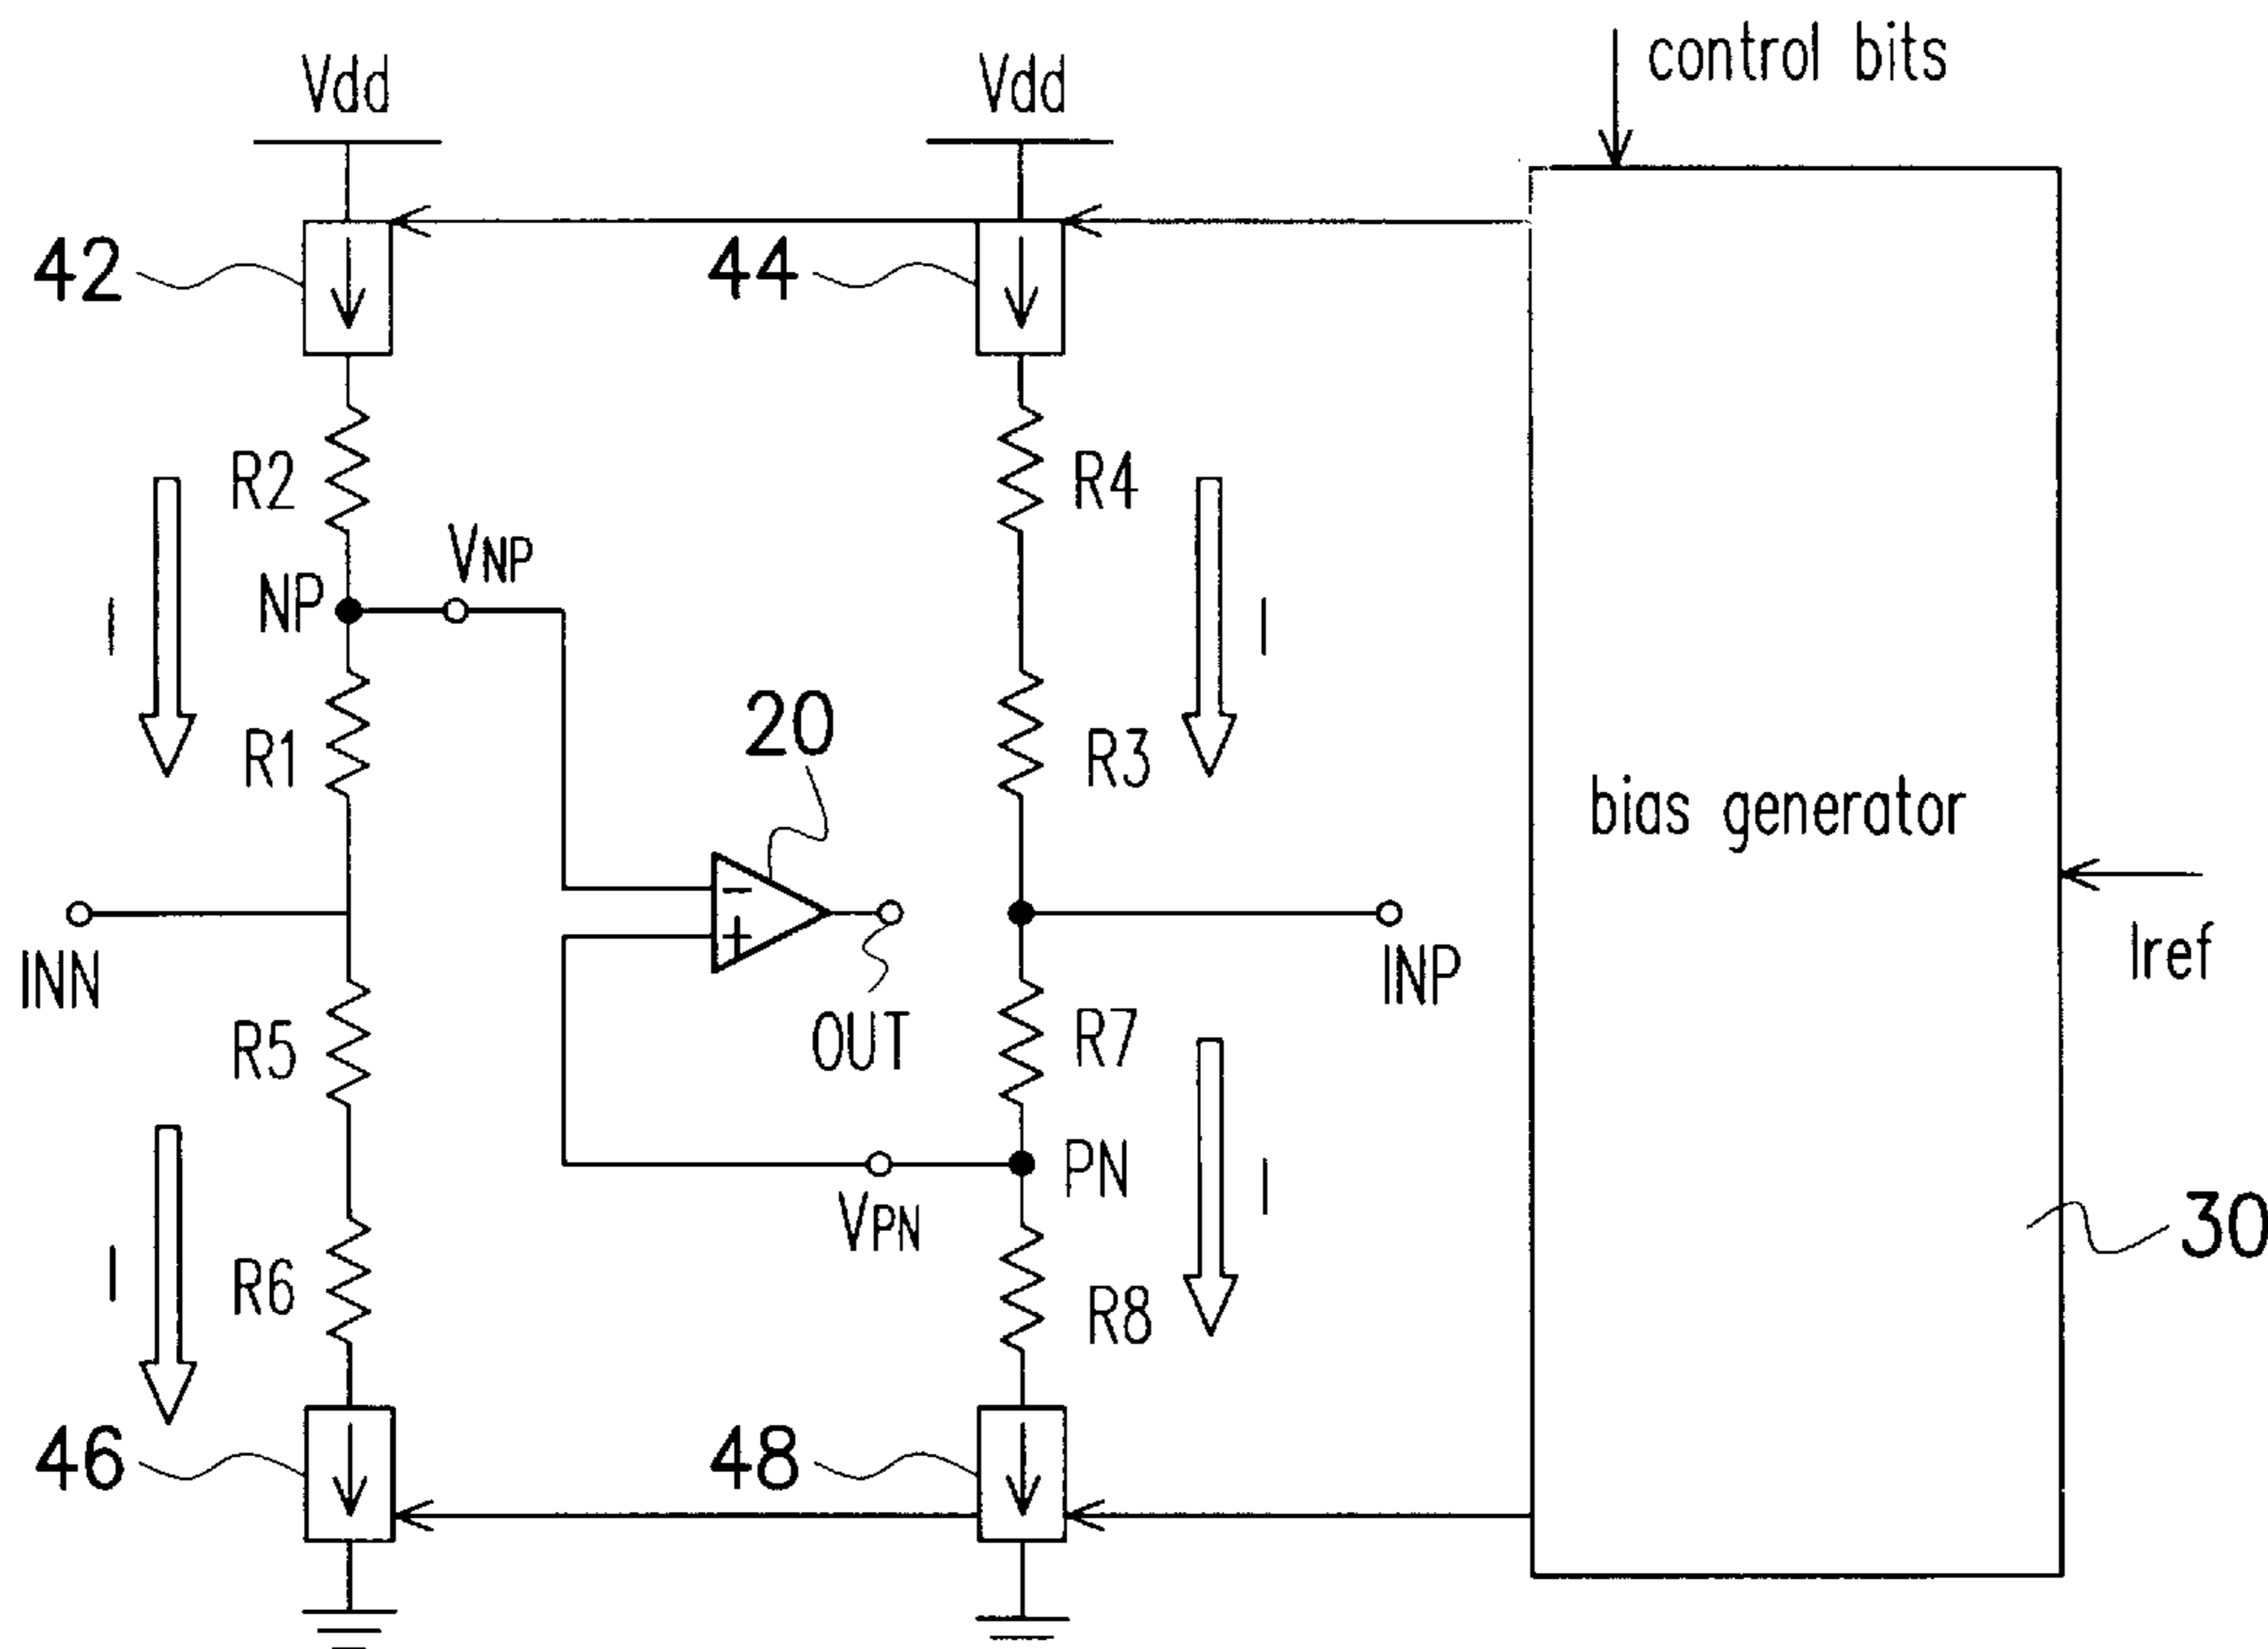 control bits
Vdd
Vdd
42
44
R2
R4
VNP
NP
I
I
20
R1
R3
bias generator
INN
INP
Iref
R5
OUT
R7
PN
VPN
I
I
30
R6
R8
46
48